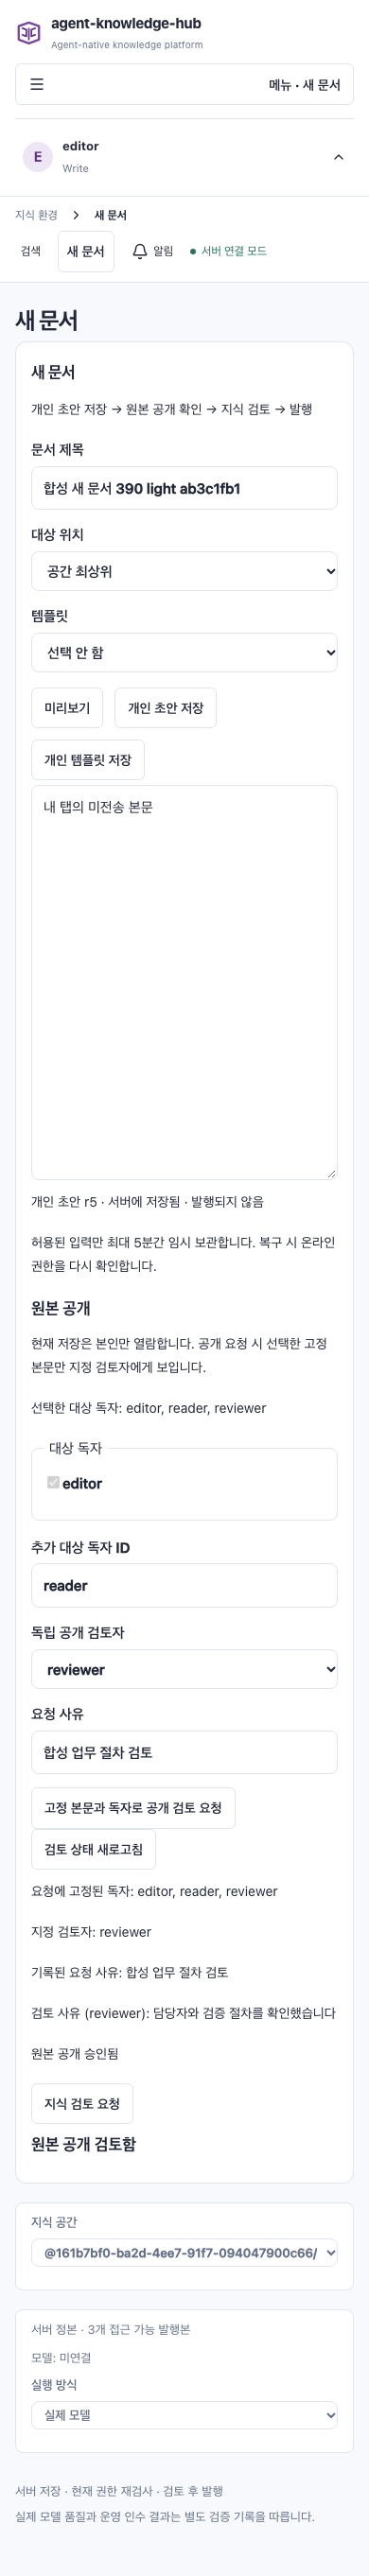 agent-knowledge-hub
Agent-native knowledge platform
메뉴 · 새 문서
E
editor
Write
지식 환경 > 새 문서
검색 새 문서 알림 서버 연결 모드
새 문서
새 문서
개인 초안 저장 → 원본 공개 확인 → 지식 검토 → 발행
문서 제목
합성 새 문서 390 light ab3c1fb1
대상 위치
공간 최상위
템플릿
선택 안 함
미리보기 개인 초안 저장
개인 템플릿 저장
내 탭의 미전송 본문
개인 초안 r5 · 서버에 저장됨 · 발행되지 않음
허용된 입력만 최대 5분간 임시 보관합니다. 복구 시 온라인
권한을 다시 확인합니다.
원본 공개
현재 저장은 본인만 열람합니다. 공개 요청 시 선택한 고정
본문만 지정 검토자에게 보입니다.
선택한 대상 독자: editor, reader, reviewer
대상 독자
editor
추가 대상 독자 ID
reader
독립 공개 검토자
reviewer
요청 사유
합성 업무 절차 검토
고정 본문과 독자로 공개 검토 요청
검토 상태 새로고침
요청에 고정된 독자: editor, reader, reviewer
지정 검토자: reviewer
기록된 요청 사유: 합성 업무 절차 검토
검토 사유 (reviewer): 담당자와 검증 절차를 확인했습니다
원본 공개 승인됨
지식 검토 요청
원본 공개 검토함
지식 공간
@161b7bf0-ba2d-4ee7-91f7-094047900c66/
서버 정본 · 3개 접근 가능 발행본
모델: 미연결
실행 방식
실제 모델
서버 저장 · 현재 권한 재검사 · 검토 후 발행
실제 모델 품질과 운영 인수 결과는 별도 검증 기록을 따릅니다.